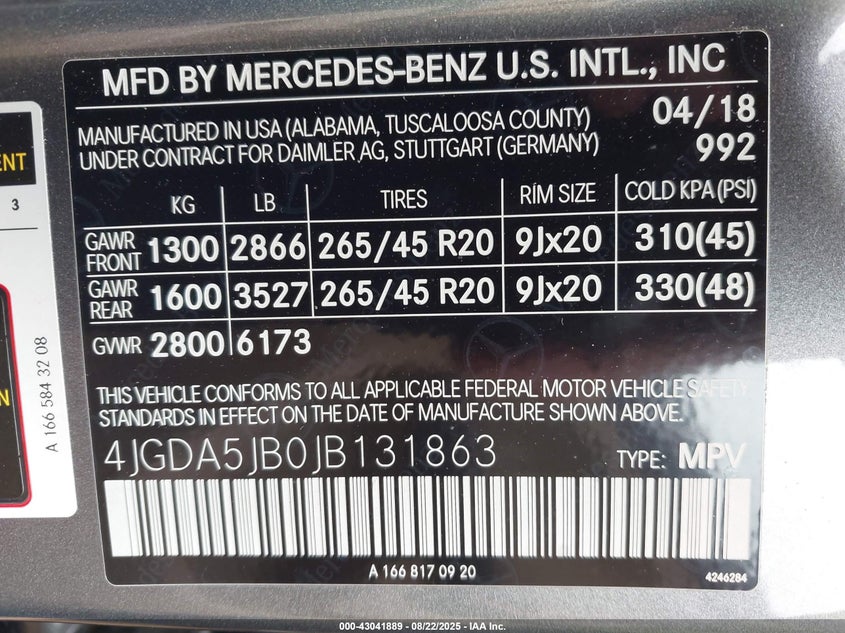 MFD BY MERCEDES-BENZ U.S. INTL., INC
MANUFACTURED IN USA (ALABAMA, TUSCALOOSA COUNTY) 04/18
UNDER CONTRACT FOR DAIMLER AG, STUTTGART (GERMANY) 992
KG LB TIRES RIM SIZE COLD KPA (PSI)
GAWR FRONT 1300 2866 265/45 R20 9Jx20 310(45)
GAWR REAR 1600 3527 265/45 R20 9Jx20 330(48)
GVWR 2800 6173
THIS VEHICLE CONFORMS TO ALL APPLICABLE FEDERAL MOTOR VEHICLE SAFETY
STANDARDS IN EFFECT ON THE DATE OF MANUFACTURE SHOWN ABOVE.
4JGDA5JB0JB131863 TYPE: MPV
A 166 817 09 20
4246284
3
A 166 584 32 08
000-43041889 - 08/22/2025 - IAA Inc.